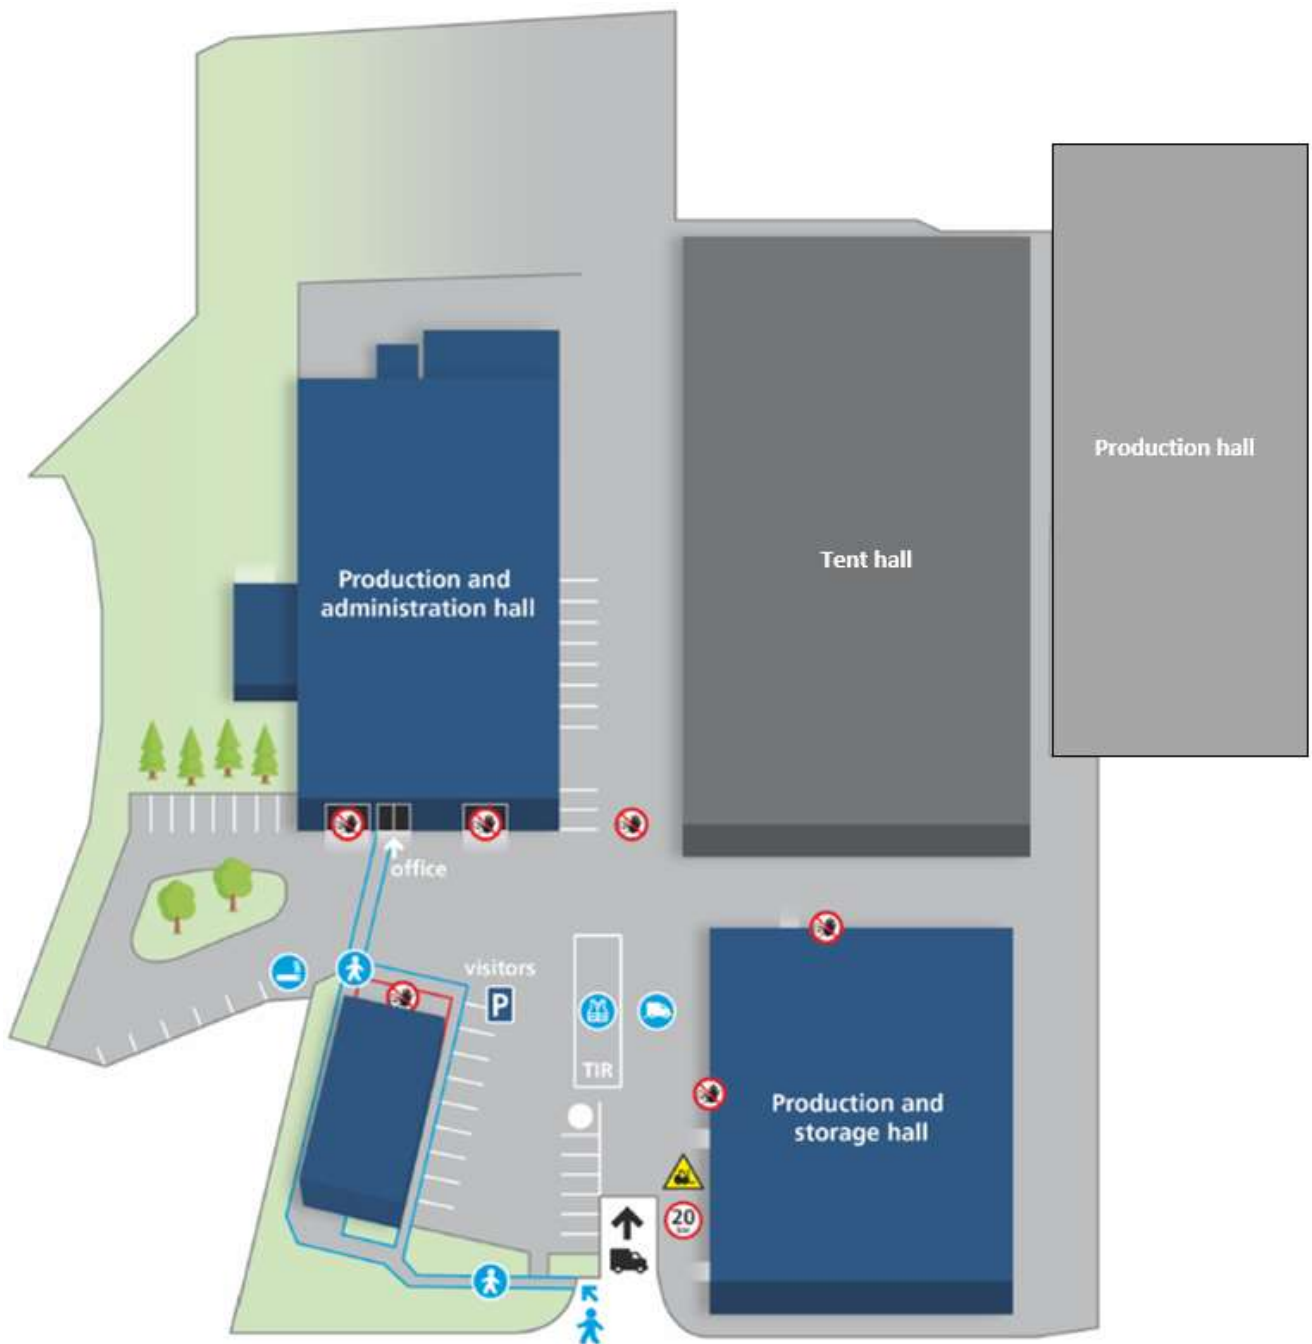 Production hall
Tent hall
Production and
administration hall
office
visitors
P
TIR
Production and
storage hall
20